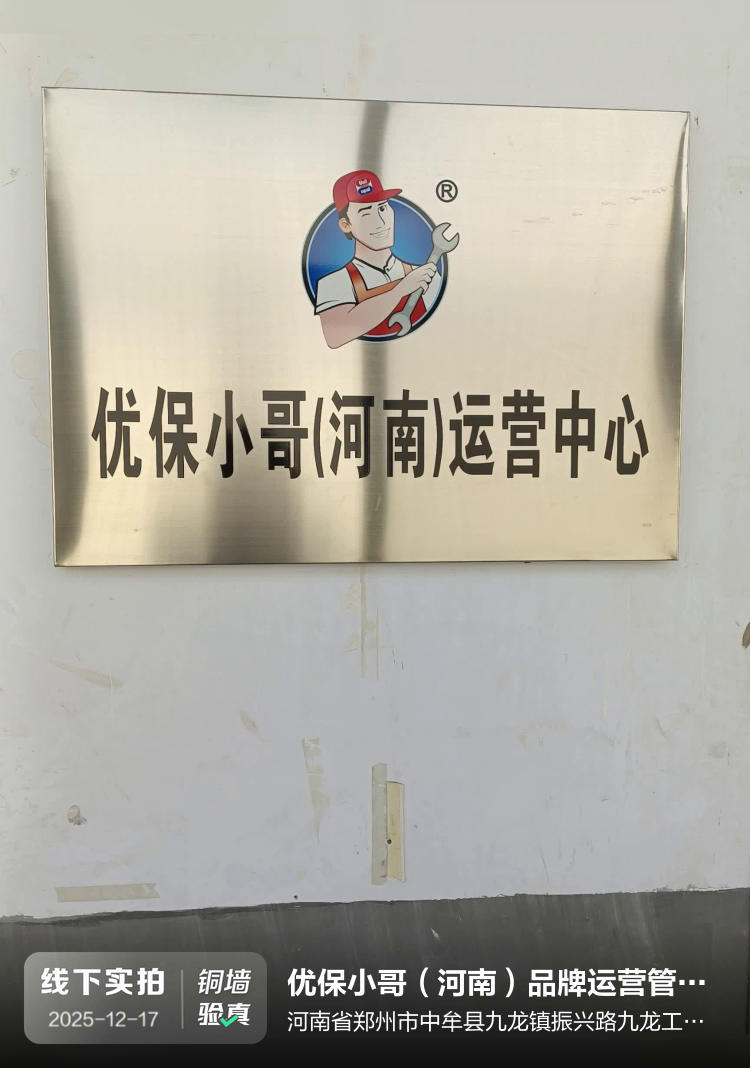 ®
优保小哥(河南)运营中心
线下实拍
2025-12-17
铜墙
验真
优保小哥（河南）品牌运营管…
河南省郑州市中牟县九龙镇振兴路九龙工…